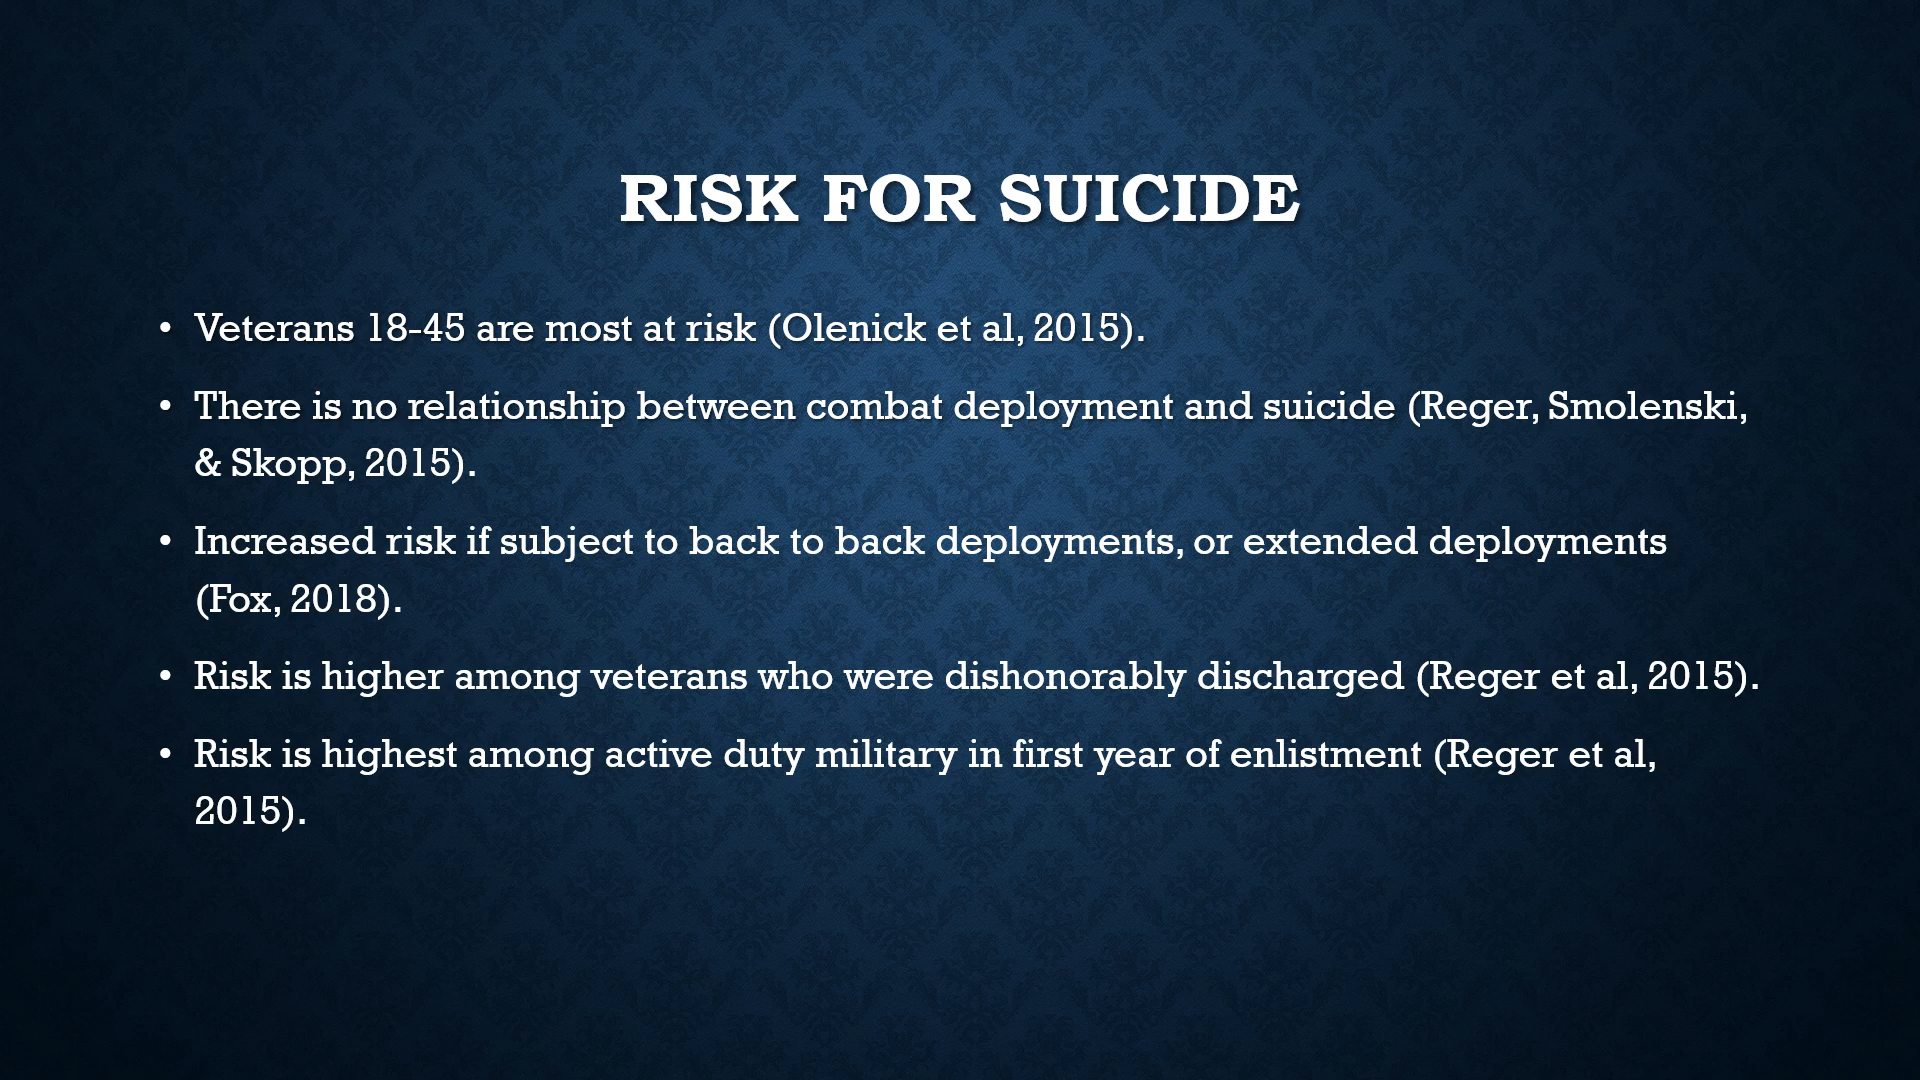 RISK FOR SUICIDE
• Veterans 18-45 are most at risk (Olenick et al, 2015).
• There is no relationship between combat deployment and suicide (Reger, Smolenski,
& Skopp, 2015).
• Increased risk if subject to back to back deployments, or extended deployments
(Fox, 2018).
• Risk is higher among veterans who were dishonorably discharged (Reger et al, 2015).
• Risk is highest among active duty military in first year of enlistment (Reger et al,
2015).